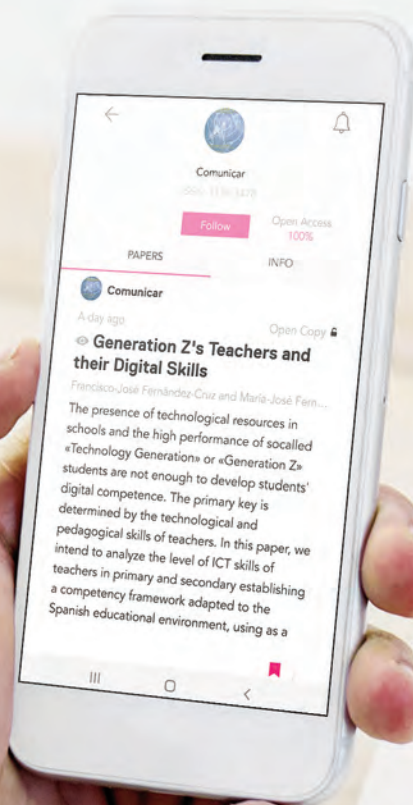 Comunicar
Follow
Open Access
100%
PAPERS
INFO
Comunicar
A day ago
Open Copy
Generation Z's Teachers and
their Digital Skills
Francisco-José Fernández-Cruz and María-José Fern...
The presence of technological resources in
schools and the high performance of socalled
«Technology Generation» or «Generation Z»
students are not enough to develop students'
digital competence. The primary key is
determined by the technological and
pedagogical skills of teachers. In this paper, we
intend to analyze the level of ICT skills of
teachers in primary and secondary establishing
a competency framework adapted to the
Spanish educational environment, using as a